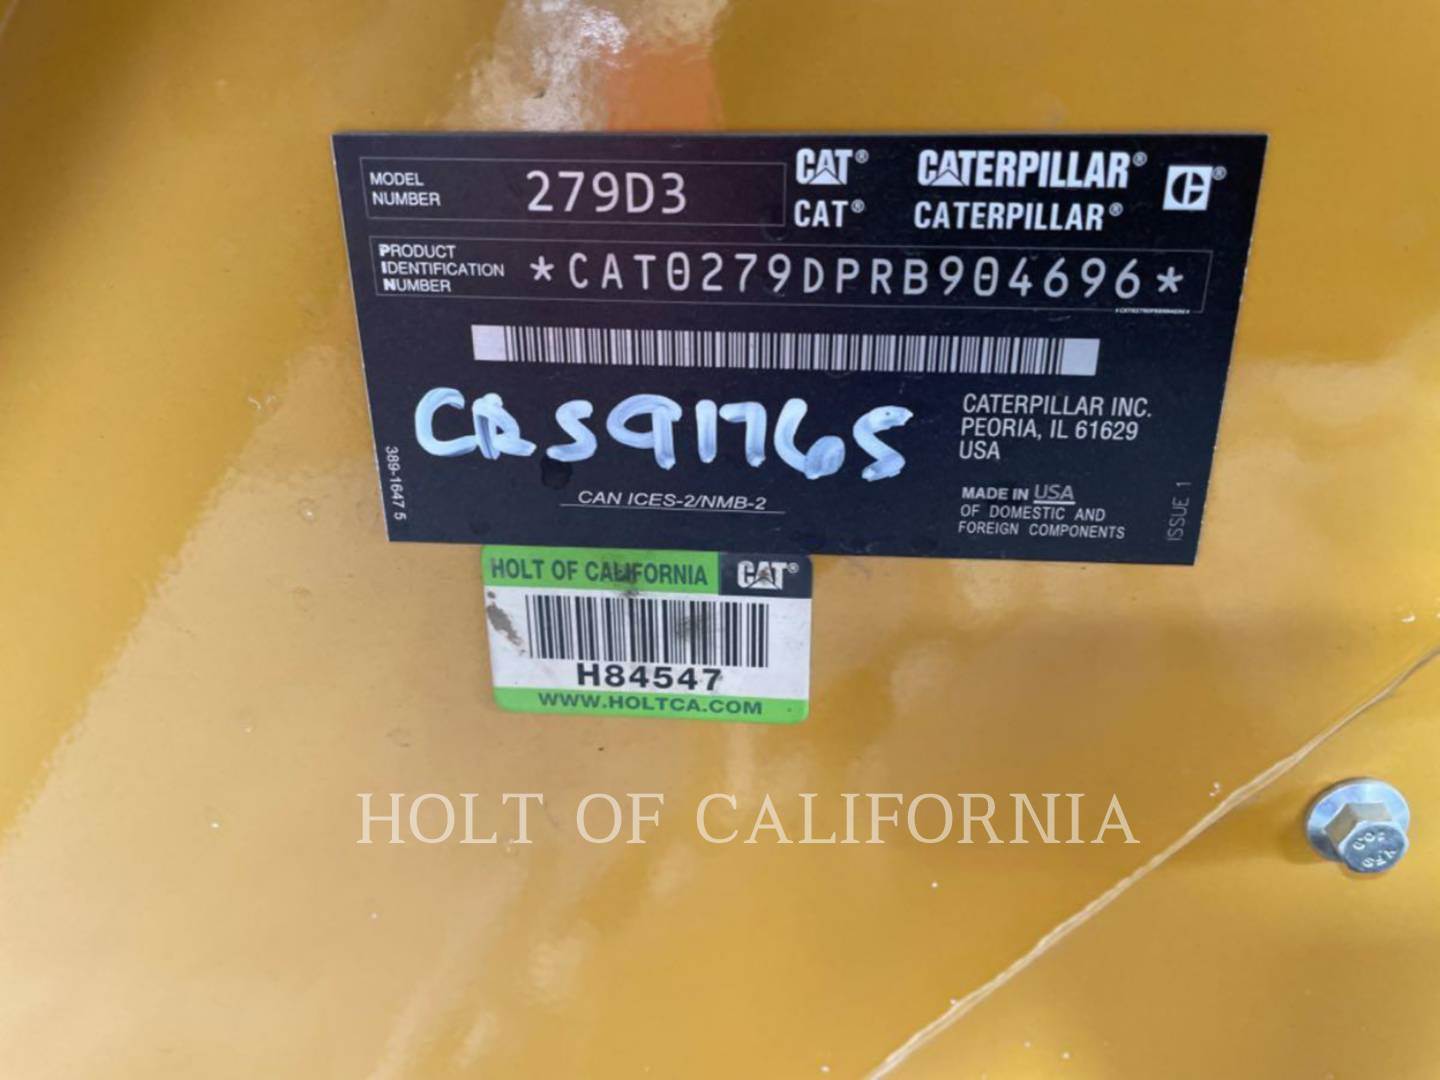 MODEL NUMBER 279D3
CAT® CATERPILLAR®
CAT® CATERPILLAR®
PRODUCT IDENTIFICATION NUMBER *CAT0279DPRB904696*
CR591765
CATERPILLAR INC.
PEORIA, IL 61629
USA
389-1647 5
CAN ICES-2/NMB-2
MADE IN USA
OF DOMESTIC AND
FOREIGN COMPONENTS
ISSUE 1
HOLT OF CALIFORNIA CAT®
H84547
WWW.HOLTCA.COM
HOLT OF CALIFORNIA